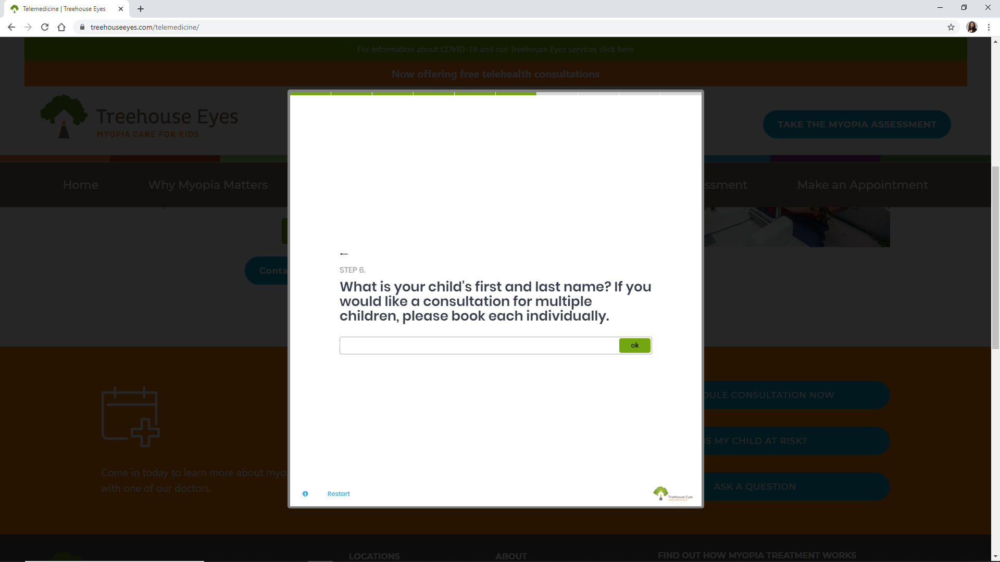 Telemedicine | Treehouse Eyes
treehouseeyes.com/telemedicine/
For information about COVID-19 and our Treehouse Eyes services click here
Now offering free telehealth consultations
Treehouse Eyes
MYOPIA CARE FOR KIDS
TAKE THE MYOPIA ASSESSMENT
Home
Why Myopia Matters
ssment
Make an Appointment
Conta
←
STEP 6.
What is your child's first and last name? If you
would like a consultation for multiple
children, please book each individually.
ok
DULE CONSULTATION NOW
IS MY CHILD AT RISK?
ASK A QUESTION
Come in today to learn more about myo
with one of our doctors.
Restart
Treehouse Eyes
LOCATIONS
ABOUT
FIND OUT HOW MYOPIA TREATMENT WORKS